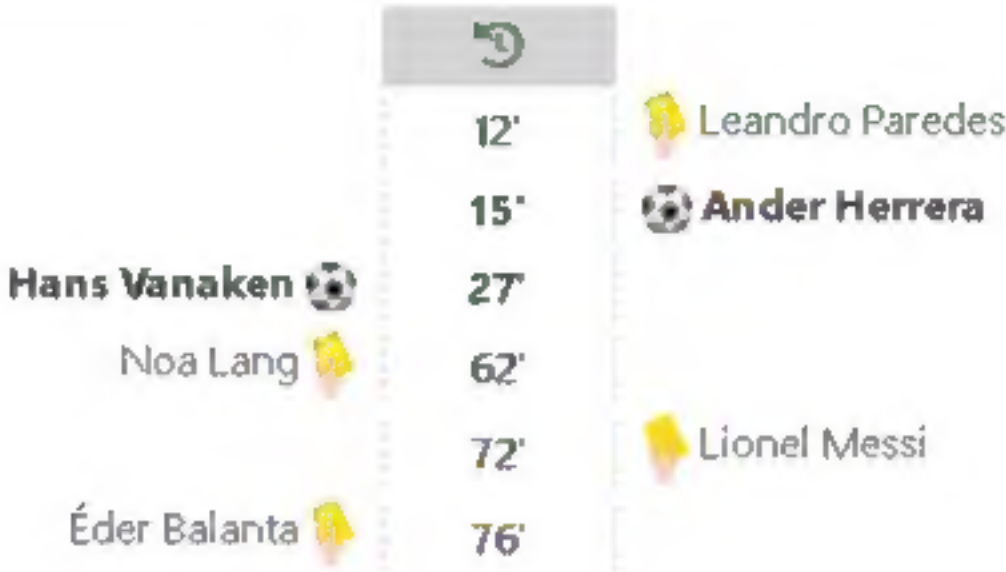 12' Leandro Paredes
15' Ander Herrera
Hans Vanaken 27'
Noa Lang 62'
72' Lionel Messi
Éder Balanta 76'